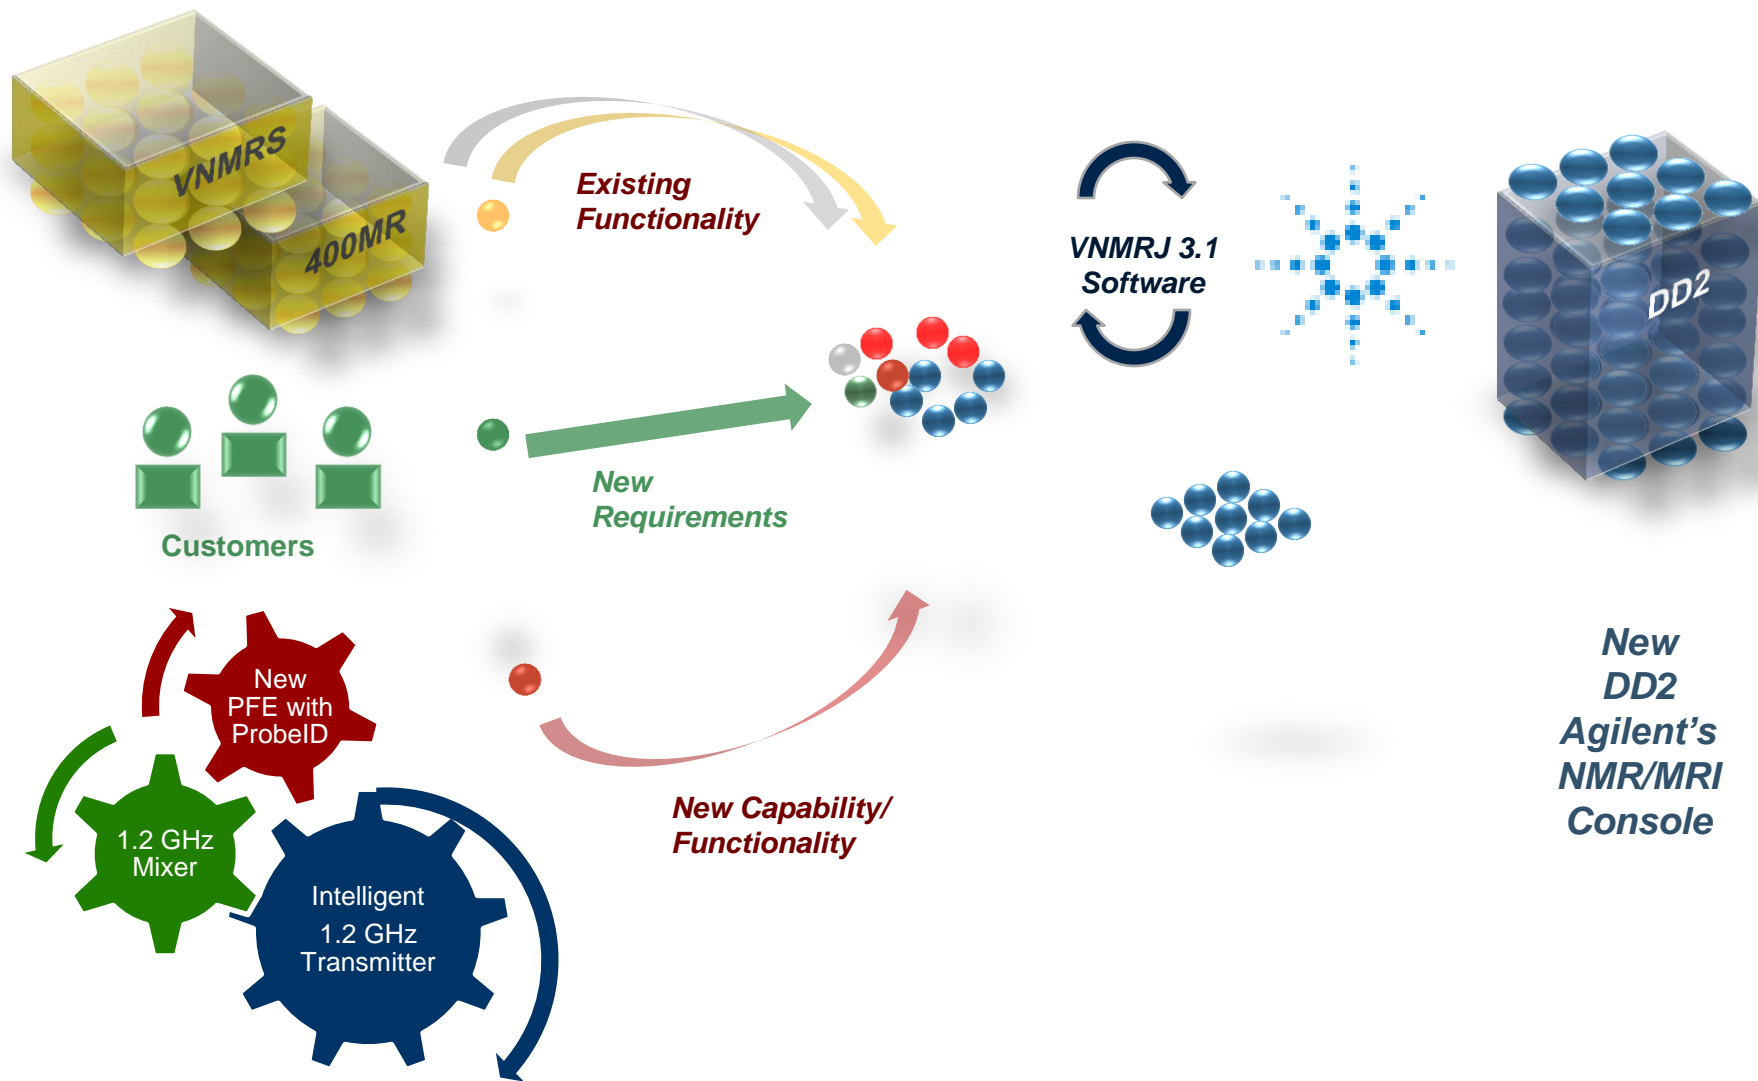 VNMRS
400MR
Existing
Functionality
VNMRJ 3.1
Software
DD2
Customers
New
Requirements
New
PFE with
ProbeID
1.2 GHz
Mixer
Intelligent
1.2 GHz
Transmitter
New Capability/
Functionality
New
DD2
Agilent’s
NMR/MRI
Console